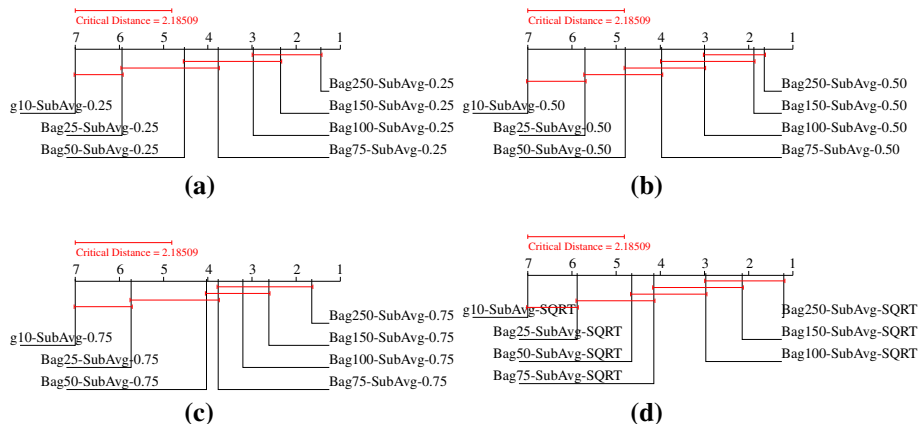 Critical Distance = 2.18509
7 6 5 4 3 2 1
g10-SubAvg-0.25
Bag25-SubAvg-0.25
Bag50-SubAvg-0.25
Bag250-SubAvg-0.25
Bag150-SubAvg-0.25
Bag100-SubAvg-0.25
Bag75-SubAvg-0.25
(a)
Critical Distance = 2.18509
7 6 5 4 3 2 1
g10-SubAvg-0.50
Bag25-SubAvg-0.50
Bag50-SubAvg-0.50
Bag250-SubAvg-0.50
Bag150-SubAvg-0.50
Bag100-SubAvg-0.50
Bag75-SubAvg-0.50
(b)
Critical Distance = 2.18509
7 6 5 4 3 2 1
g10-SubAvg-0.75
Bag25-SubAvg-0.75
Bag50-SubAvg-0.75
Bag250-SubAvg-0.75
Bag150-SubAvg-0.75
Bag100-SubAvg-0.75
Bag75-SubAvg-0.75
(c)
Critical Distance = 2.18509
7 6 5 4 3 2 1
g10-SubAvg-SQRT
Bag25-SubAvg-SQRT
Bag50-SubAvg-SQRT
Bag75-SubAvg-SQRT
Bag250-SubAvg-SQRT
Bag150-SubAvg-SQRT
Bag100-SubAvg-SQRT
(d)